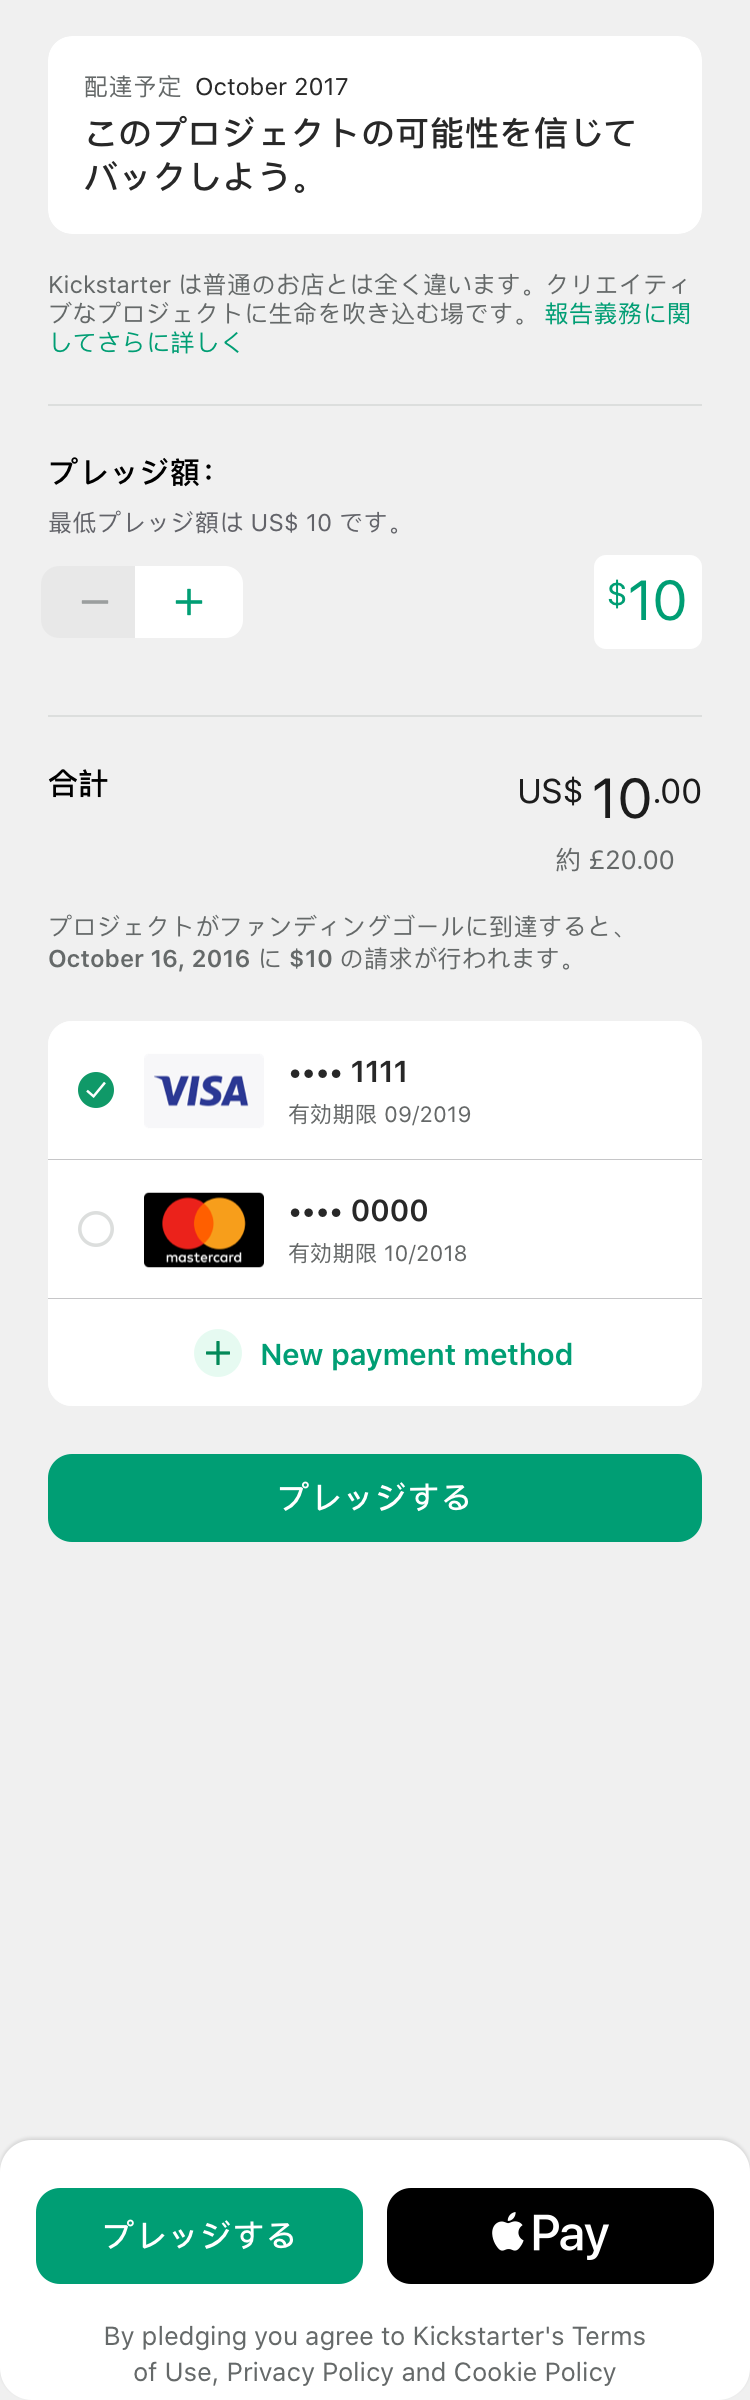 配達予定 October 2017
このプロジェクトの可能性を信じて
バックしよう。
Kickstarter は普通のお店とは全く違います。クリエイティ
ブなプロジェクトに生命を吹き込む場です。 報告義務に関
してさらに詳しく
プレッジ額：
最低プレッジ額は US$ 10 です。
$10
合計
US$ 10.00
約 £20.00
プロジェクトがファンディングゴールに到達すると、
October 16, 2016 に $10 の請求が行われます。
VISA
•••• 1111
有効期限 09/2019
mastercard
•••• 0000
有効期限 10/2018
New payment method
プレッジする
プレッジする
Pay
By pledging you agree to Kickstarter's Terms
of Use, Privacy Policy and Cookie Policy